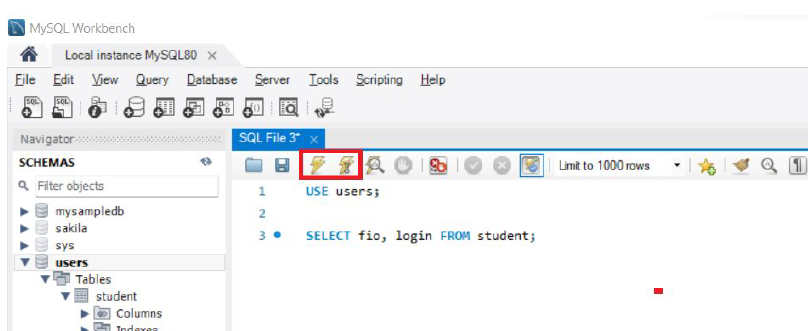 MySQL Workbench
Local instance MySQL80
File Edit View Query Database Server Tools Scripting Help
SQL SQL
Navigator
SQL File 3*
SCHEMAS
Limit to 1000 rows
Filter objects
1 USE users;
2
3 SELECT fio, login FROM student;
mysampledb
sakila
sys
users
Tables
student
Columns
Indexes